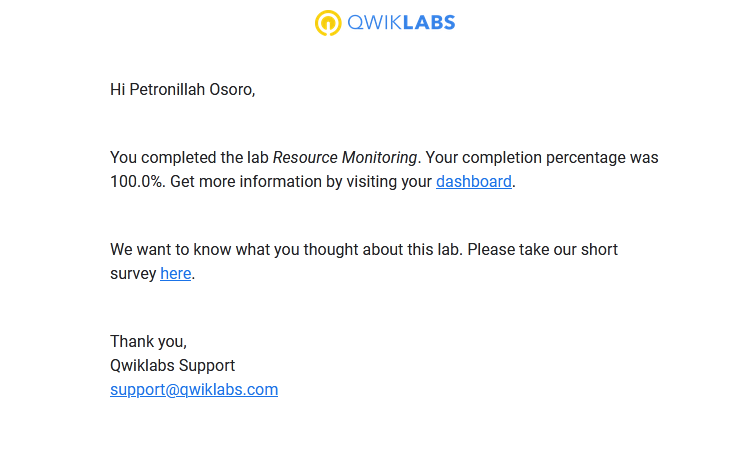 QWIKLABS
Hi Petronillah Osoro,
You completed the lab Resource Monitoring. Your completion percentage was
100.0%. Get more information by visiting your dashboard.
We want to know what you thought about this lab. Please take our short
survey here.
Thank you,
Qwiklabs Support
support@qwiklabs.com